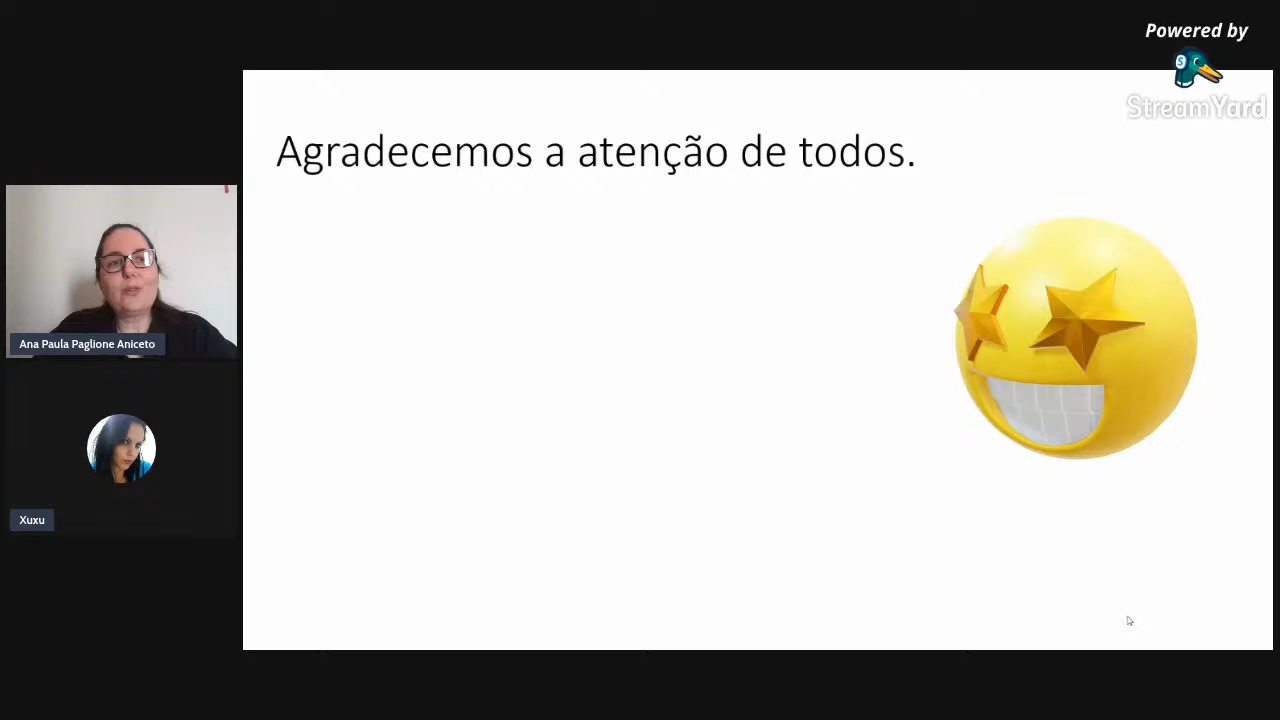 Powered by
StreamYard
Agradecemos a atenção de todos.
Ana Paula Paglione Aniceto
Xuxu